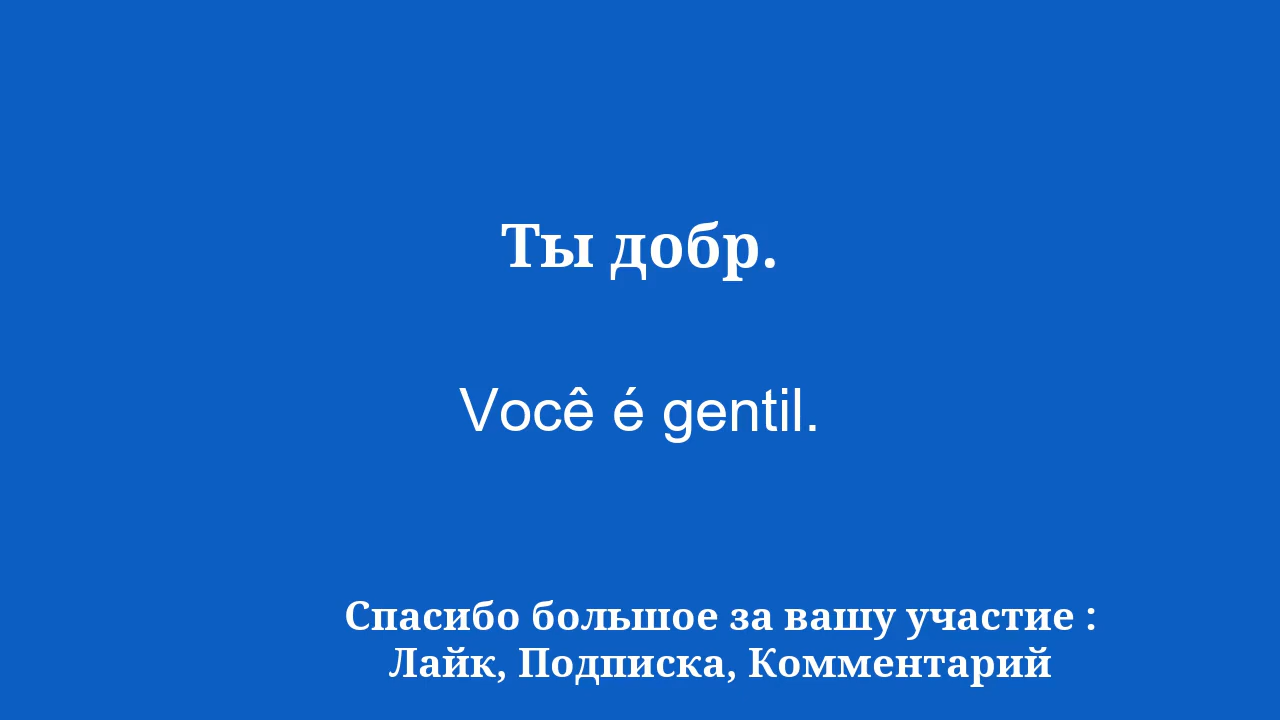 Ты добр.
Você é gentil.
Спасибо большое за вашу участие :
Лайк, Подписка, Комментарий